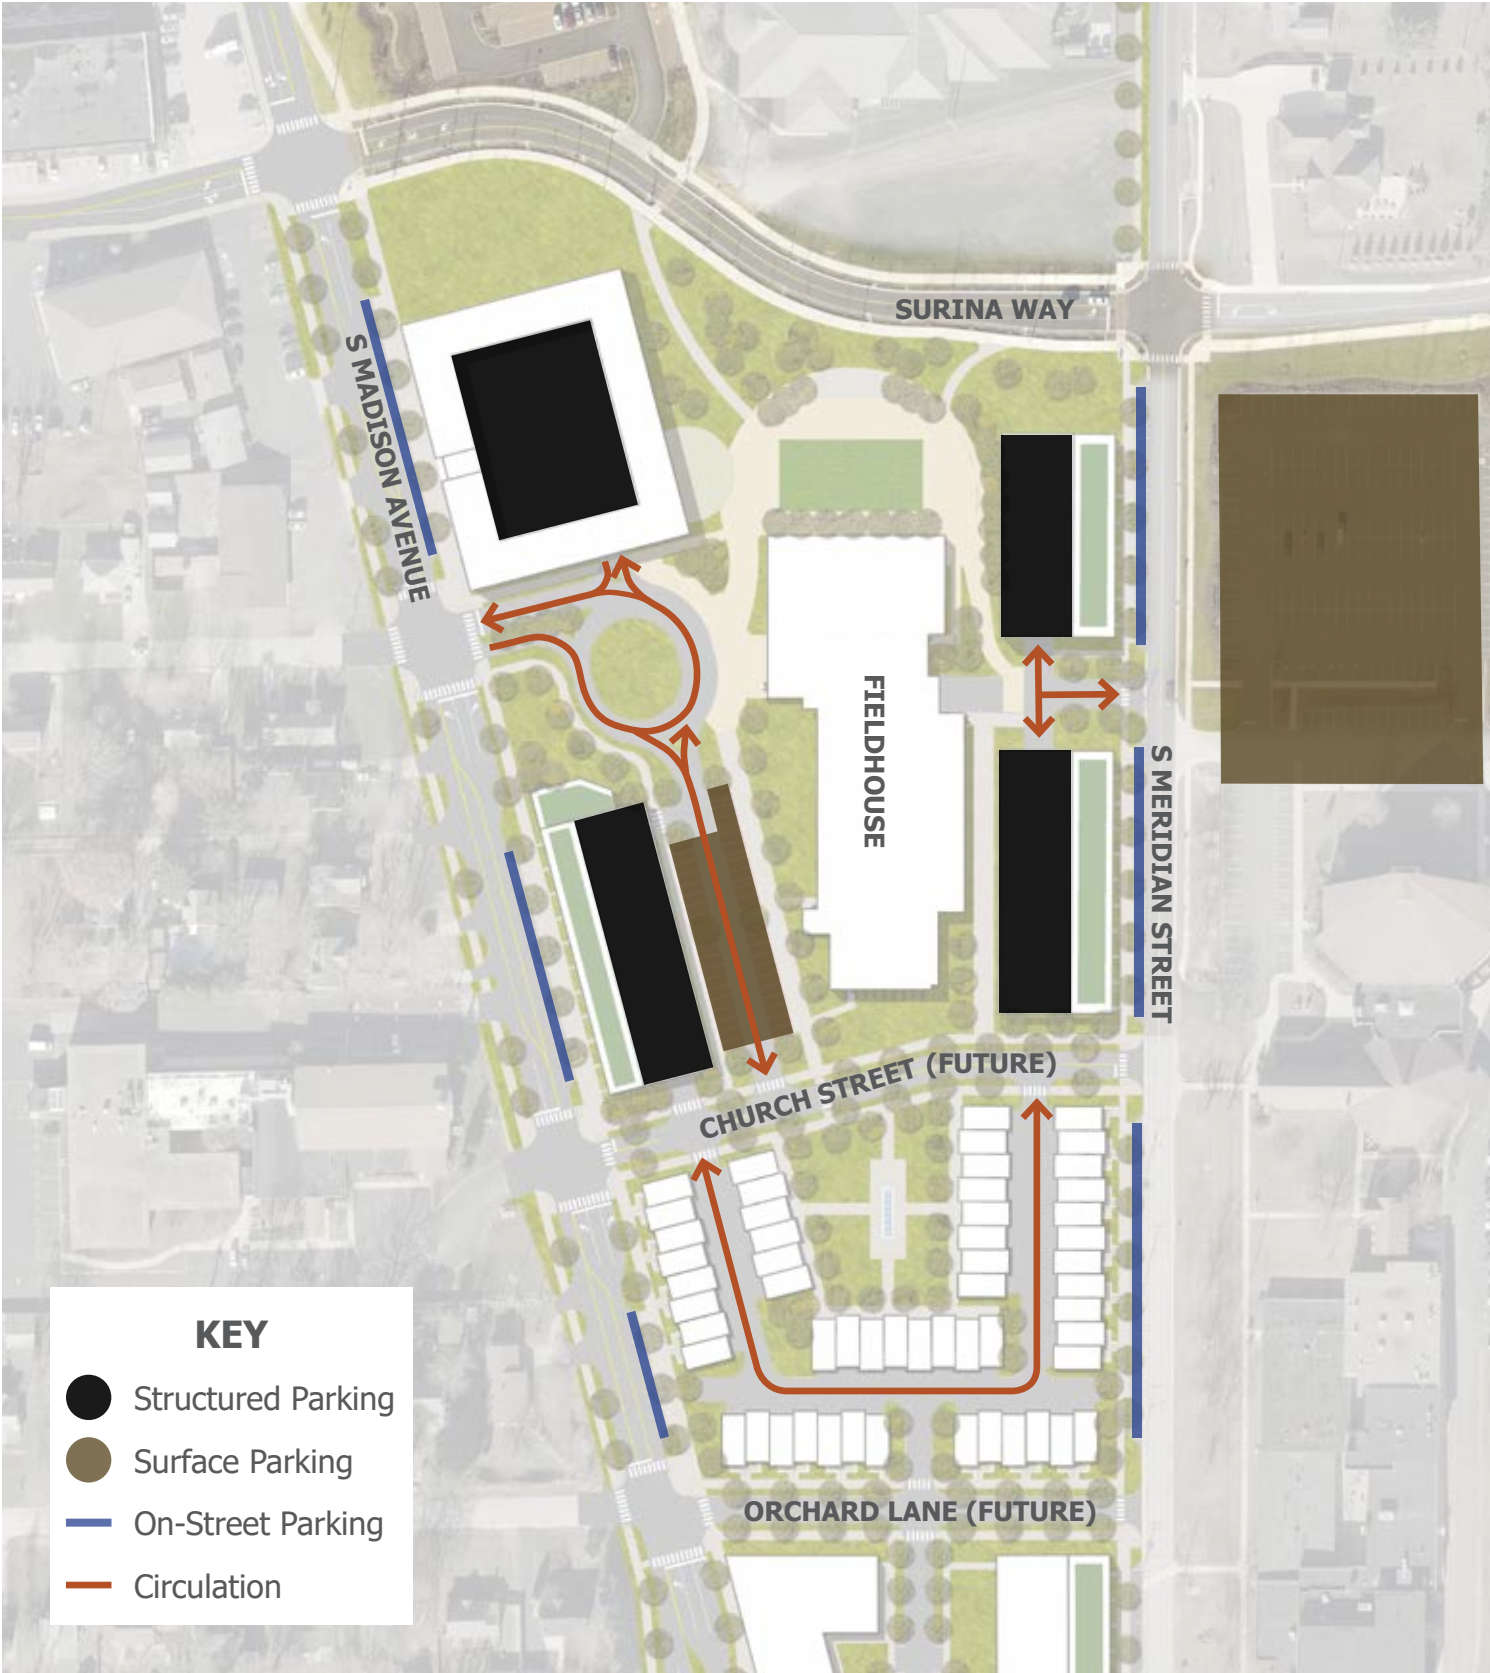 SURINA WAY
S MADISON AVENUE
FIELDHOUSE
S MERIDIAN STREET
CHURCH STREET (FUTURE)
ORCHARD LANE (FUTURE)
KEY
Structured Parking
Surface Parking
On-Street Parking
Circulation